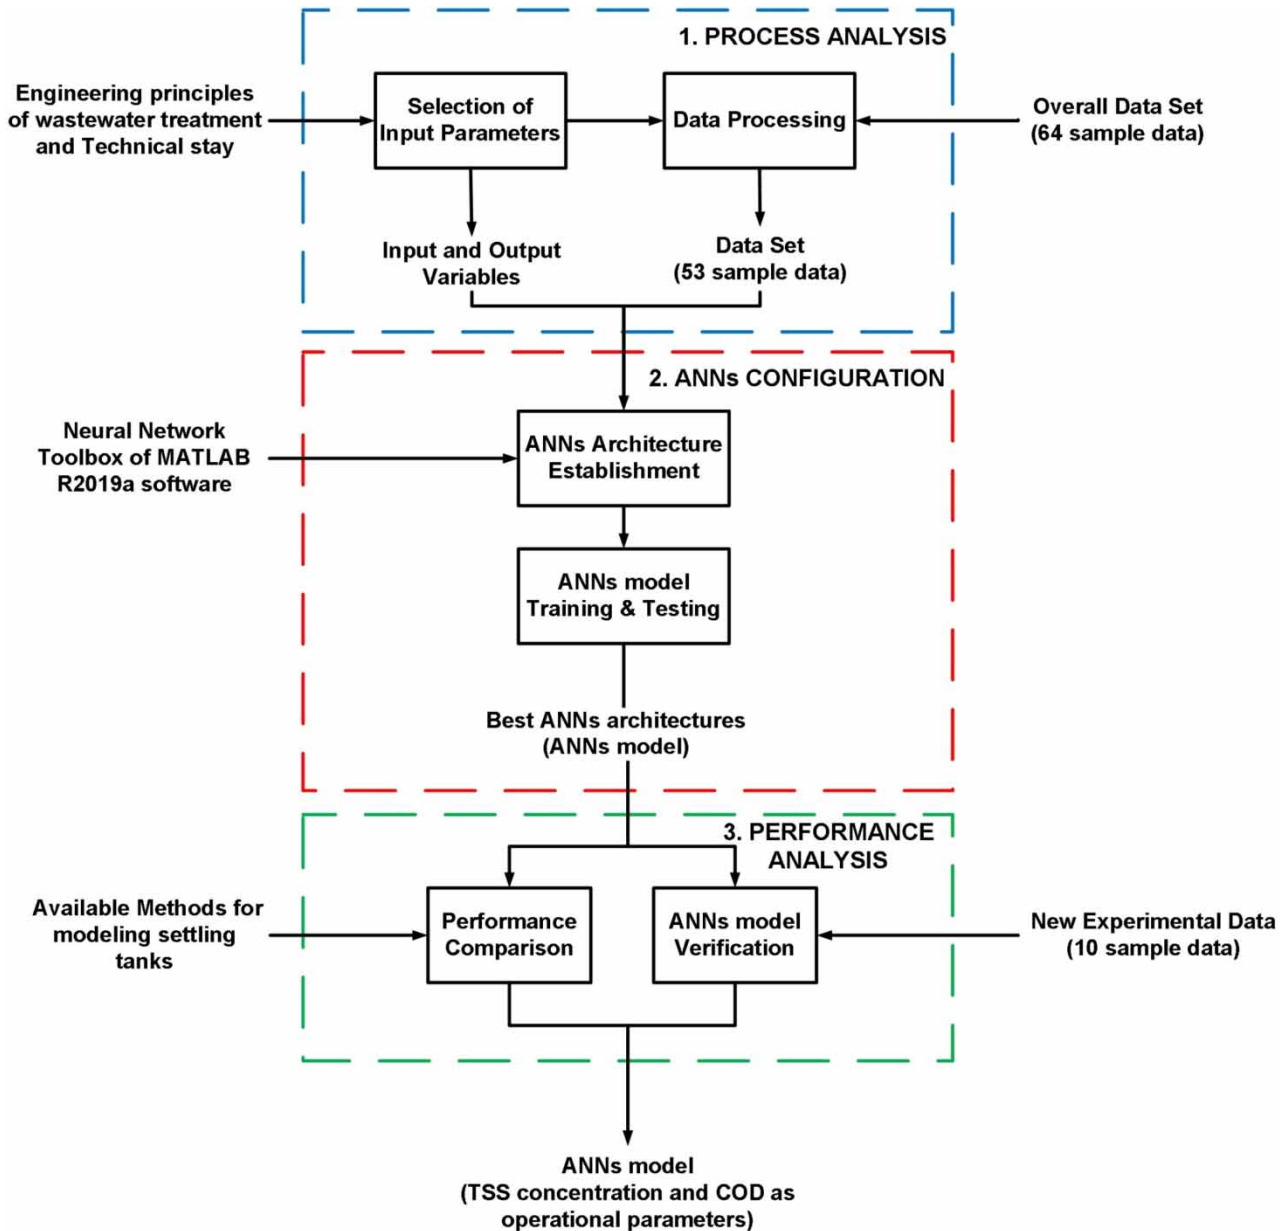 1. PROCESS ANALYSIS
Engineering principles
of wastewater treatment
and Technical stay
Selection of
Input Parameters
Data Processing
Overall Data Set
(64 sample data)
Input and Output
Variables
Data Set
(53 sample data)
2. ANNs CONFIGURATION
Neural Network
Toolbox of MATLAB
R2019a software
ANNs Architecture
Establishment
ANNs model
Training & Testing
Best ANNs architectures
(ANNs model)
3. PERFORMANCE
ANALYSIS
Available Methods for
modeling settling
tanks
Performance
Comparison
ANNs model
Verification
New Experimental Data
(10 sample data)
ANNs model
(TSS concentration and COD as
operational parameters)